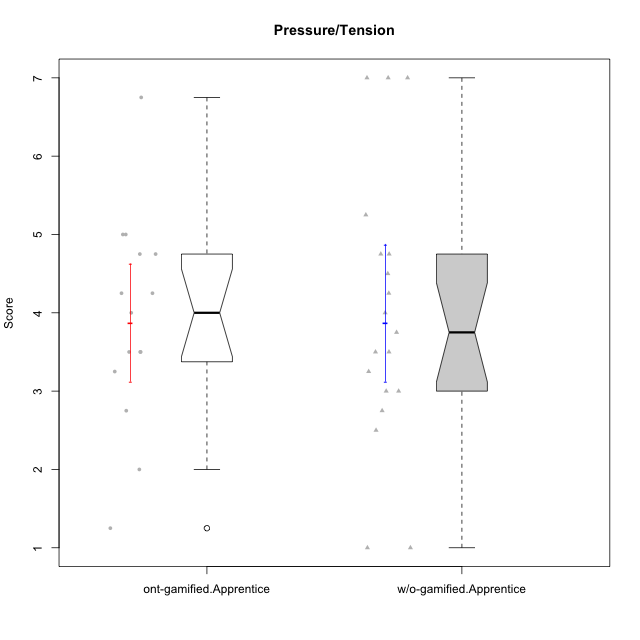 Pressure/Tension
Score
7
6
5
4
3
2
1
ont-gamified.Apprentice
w/o-gamified.Apprentice